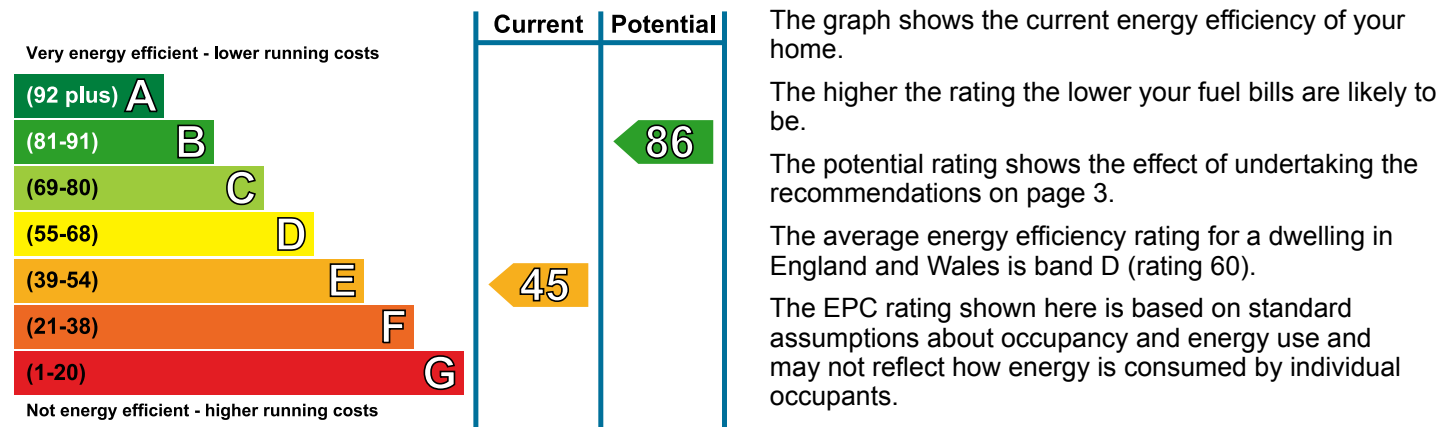 Current Potential
Very energy efficient - lower running costs
(92 plus) A
(81-91) B
86
(69-80) C
(55-68) D
(39-54) E
45
(21-38) F
(1-20) G
Not energy efficient - higher running costs
The graph shows the current energy efficiency of your
home.
The higher the rating the lower your fuel bills are likely to
be.
The potential rating shows the effect of undertaking the
recommendations on page 3.
The average energy efficiency rating for a dwelling in
England and Wales is band D (rating 60).
The EPC rating shown here is based on standard
assumptions about occupancy and energy use and
may not reflect how energy is consumed by individual
occupants.